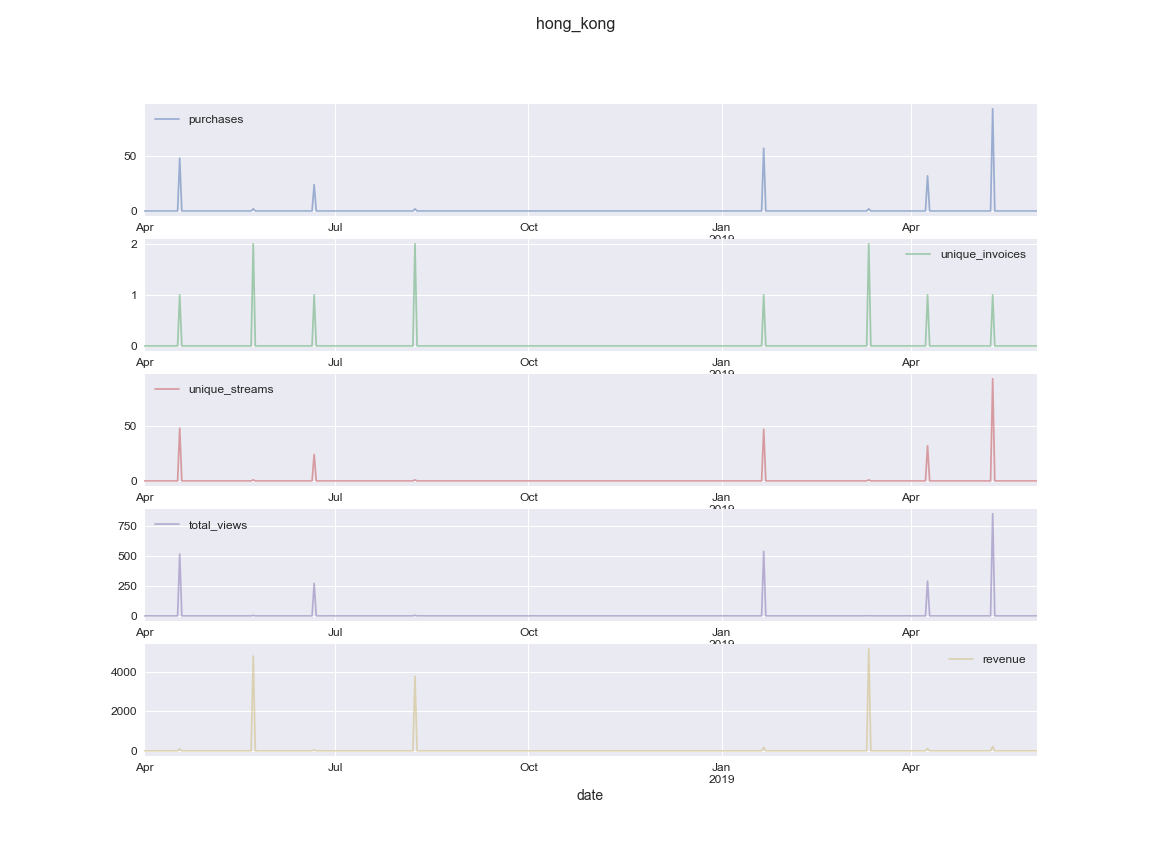 hong_kong
purchases
50
0
Apr Jul Oct Jan Apr
2019
unique_invoices
2
1
0
Apr Jul Oct Jan Apr
2019
unique_streams
50
0
Apr Jul Oct Jan Apr
2019
total_views
750
500
250
0
Apr Jul Oct Jan Apr
2019
revenue
4000
2000
0
Apr Jul Oct Jan Apr
2019
date